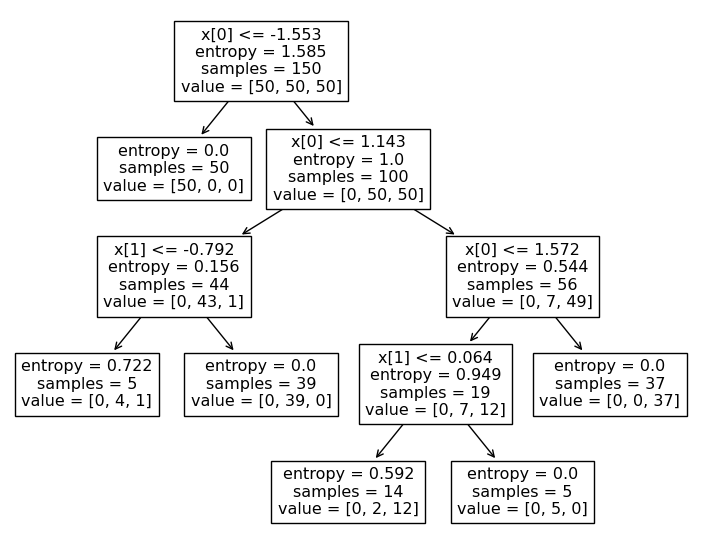 x[0] <= -1.553
entropy = 1.585
samples = 150
value = [50, 50, 50]
entropy = 0.0
samples = 50
value = [50, 0, 0]
x[0] <= 1.143
entropy = 1.0
samples = 100
value = [0, 50, 50]
x[1] <= -0.792
entropy = 0.156
samples = 44
value = [0, 43, 1]
x[0] <= 1.572
entropy = 0.544
samples = 56
value = [0, 7, 49]
entropy = 0.722
samples = 5
value = [0, 4, 1]
entropy = 0.0
samples = 39
value = [0, 39, 0]
x[1] <= 0.064
entropy = 0.949
samples = 19
value = [0, 7, 12]
entropy = 0.0
samples = 37
value = [0, 0, 37]
entropy = 0.592
samples = 14
value = [0, 2, 12]
entropy = 0.0
samples = 5
value = [0, 5, 0]